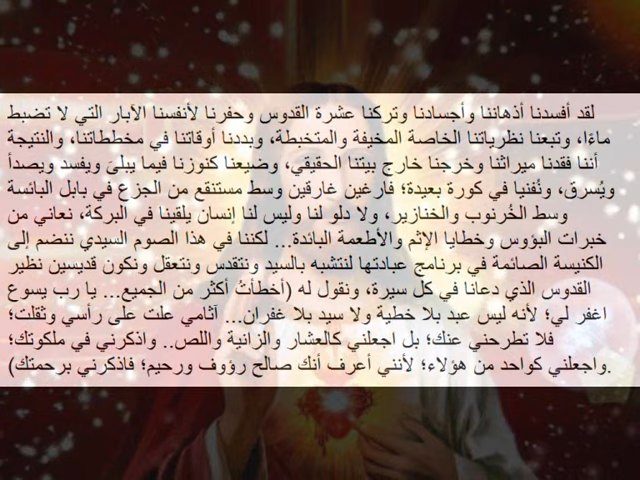 لقد أفسدنا أذهاننا وأجسادنا وتركنا عشرة القدوس وحفرنا لأنفسنا الآبار التي لا تضبط
ماءًا، وتبعنا نظرياتنا الخاصة المخيفة والمتخبطة، وبددنا أوقاتنا في مخططاتنا، والنتيجة
أننا فقدنا ميراثنا وخرجنا خارج بيتنا الحقيقي، وضيعنا كنوزنا فيما يبلىَ ويفسد ويصدأ
ويُسرق، ونُفنيا في كورة بعيدة؛ فارغين غارقين وسط مستنقع من الجزع في بابل البائسة
وسط الخُرنوب والخنازير، ولا دلو لنا وليس لنا إنسان يلقينا في البركة، نعاني من
خبرات البؤوس وخطايا الإثم والأطعمة البائدة... لكننا في هذا الصوم السيدي ننضم إلى
الكنيسة الصائمة في برنامج عبادتها لنتشبه بالسيد ونتقدس ونتعقل ونكون قديسين نظير
القدوس الذي دعانا في كل سيرة، ونقول له (أخطأتُ أكثر من الجميع... يا رب يسوع
اغفر لي؛ لأنه ليس عبد بلا خطية ولا سيد بلا غفران... آثامي علت على رأسي وثقلت؛
فلا تطرحني عنك؛ بل اجعلني كالعشار والزانية واللص.. واذكرني في ملكوتك؛
واجعلني كواحد من هؤلاء؛ لأنني أعرف أنك صالح رؤوف ورحيم؛ فاذكرني برحمتك).